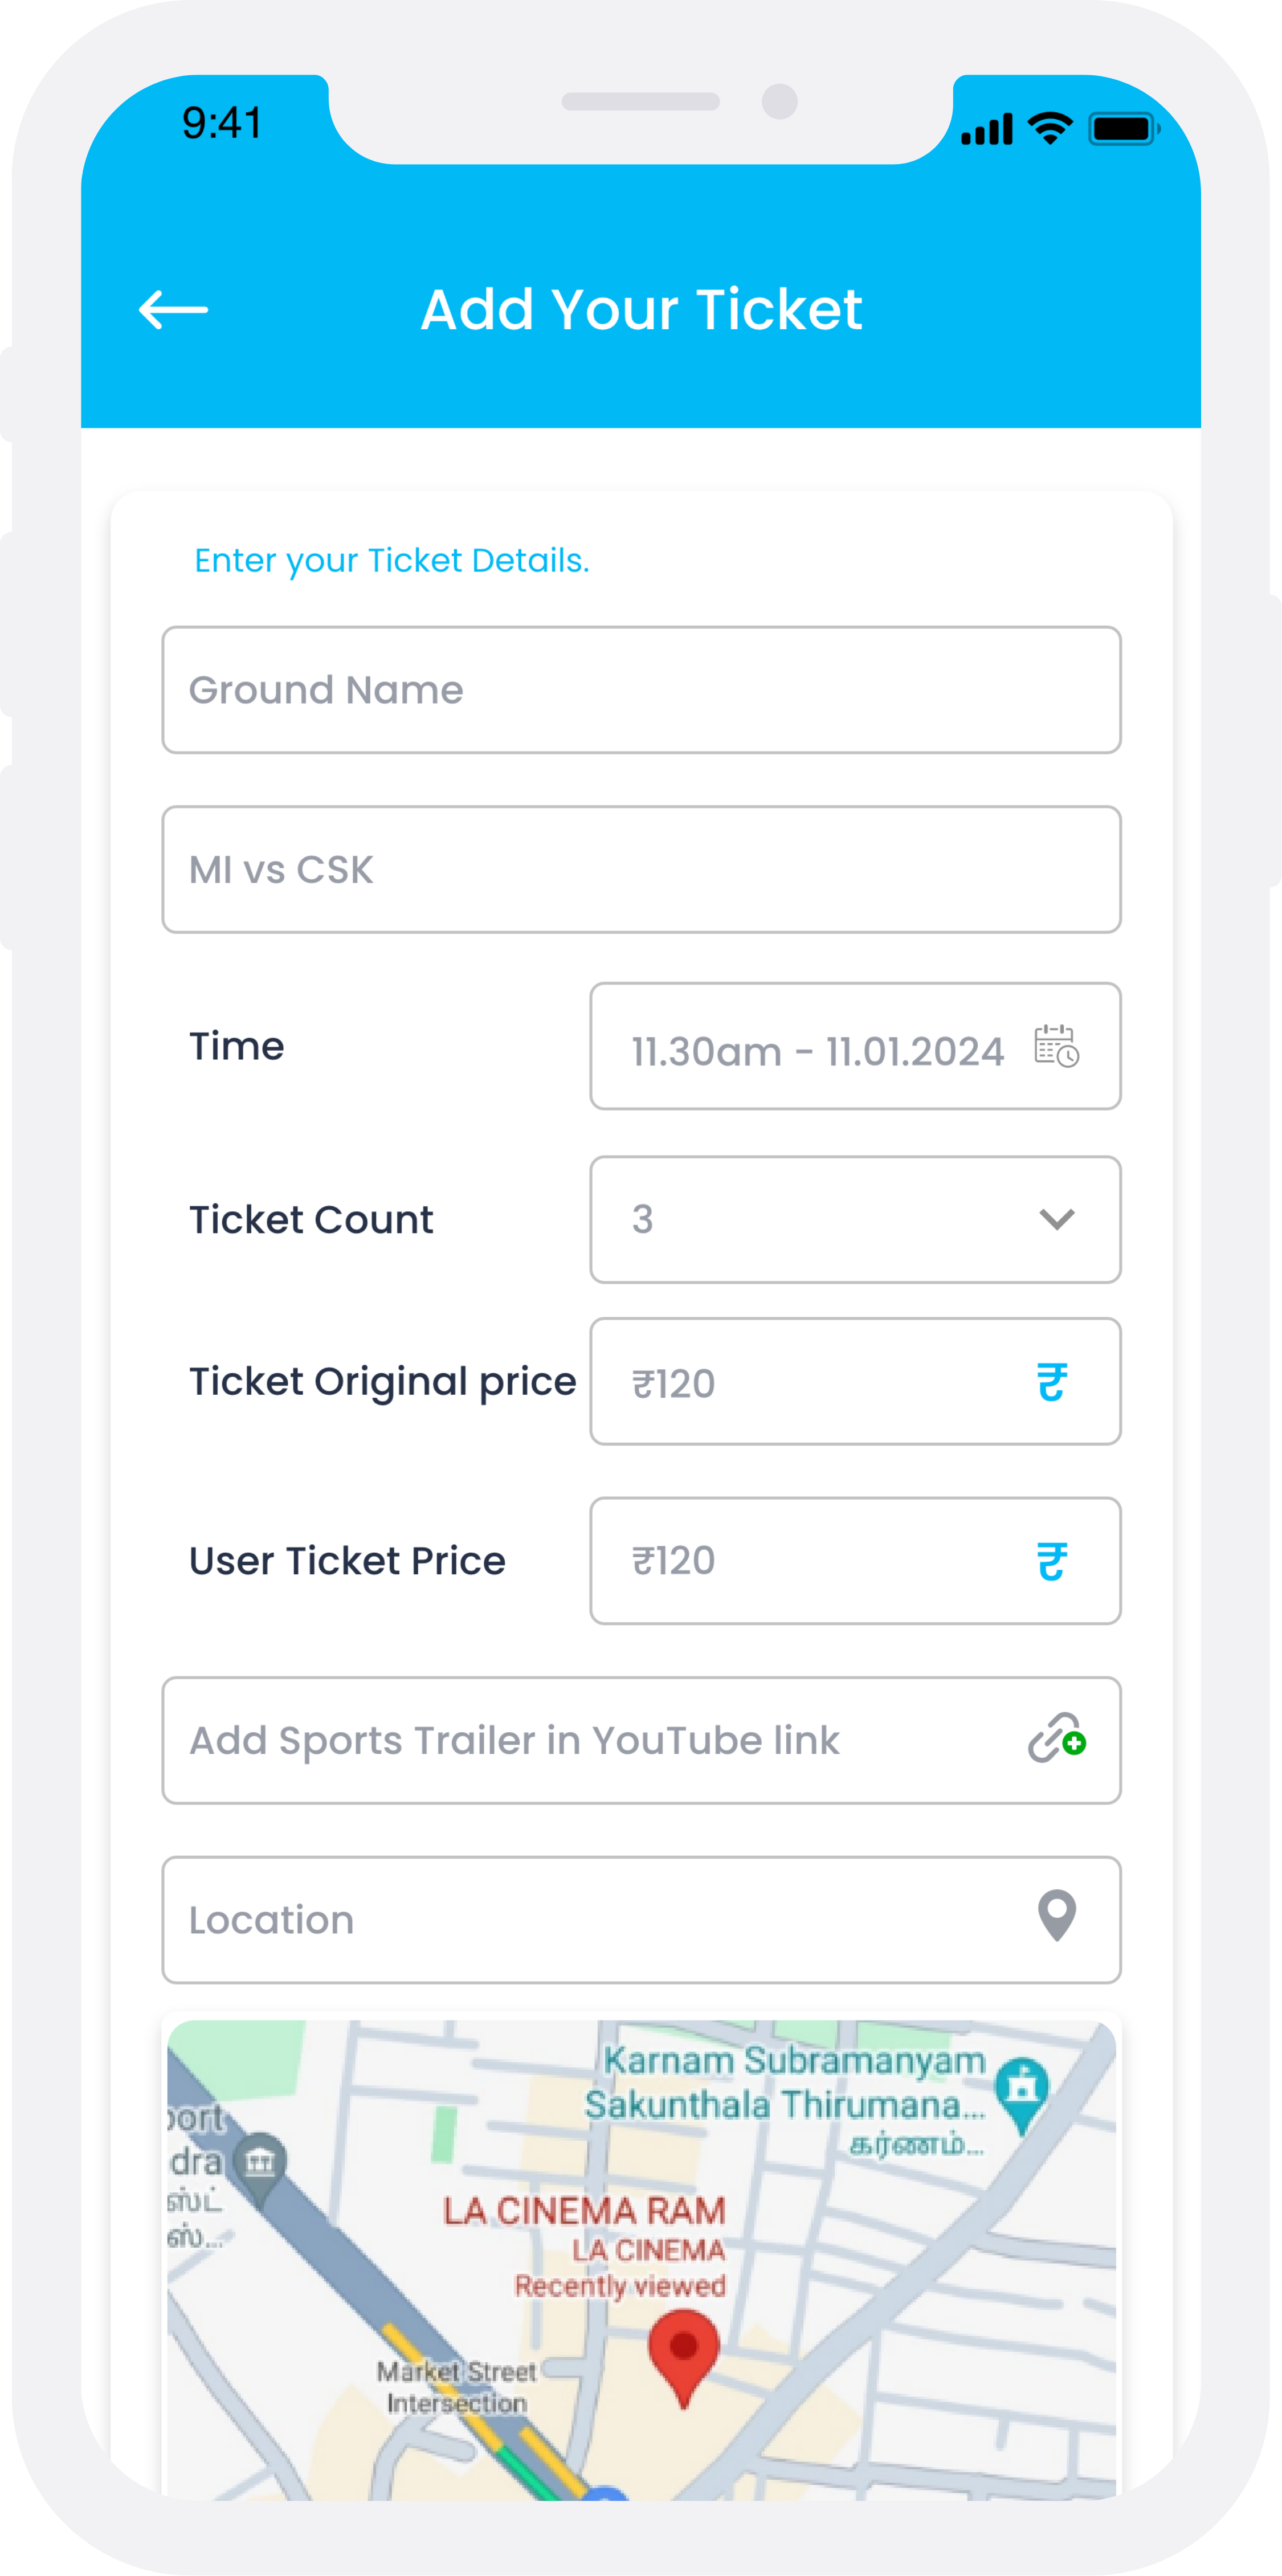 9:41
Add Your Ticket
Enter your Ticket Details.
Ground Name
MI vs CSK
Time
11.30am - 11.01.2024
Ticket Count
3
Ticket Original price
₹120
₹
User Ticket Price
₹120
₹
Add Sports Trailer in YouTube link
Location
Karnam Subramanyam
Sakunthala Thirumana...
கர்ணம்...
port
dra
ஸ்ட்
ஸ்...
LA CINEMA RAM
LA CINEMA
Recently viewed
Market Street
Intersection